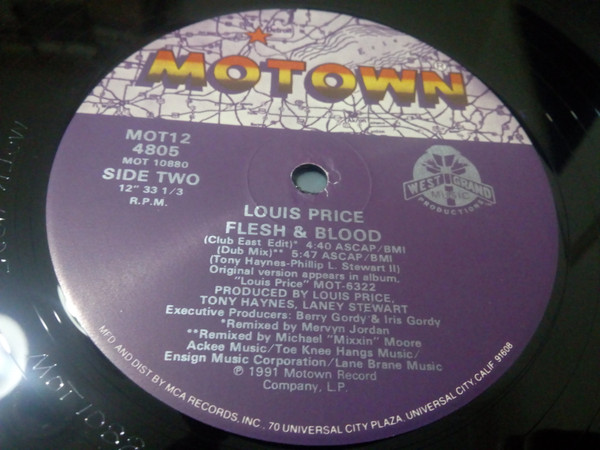 MOTOWN
MOT12
4805
MOT 10880
SIDE TWO
12" 33 1/3
R.P.M.
WEST GRAND
PRODUCTIONS
LOUIS PRICE
FLESH & BLOOD
(Club East Edit)* 4:40 ASCAP/BMI
(Dub Mix)** 5:47 ASCAP/BMI
(Tony Haynes-Phillip L. Stewart II)
Original version appears in album,
"Louis Price" MOT-6322
PRODUCED BY LOUIS PRICE,
TONY HAYNES, LANEY STEWART
Executive Producers: Berry Gordy & Iris Gordy
*Remixed by Mervyn Jordan
**Remixed by Michael "Mixxin" Moore
Ackee Music/Toe Knee Hangs Music/
Ensign Music Corporation/Lane Brane Music
℗ 1991 Motown Record
Company, L.P.
MFD AND DIST BY MCA RECORDS, INC., 70 UNIVERSAL CITY PLAZA, UNIVERSAL CITY, CALIF. 91608